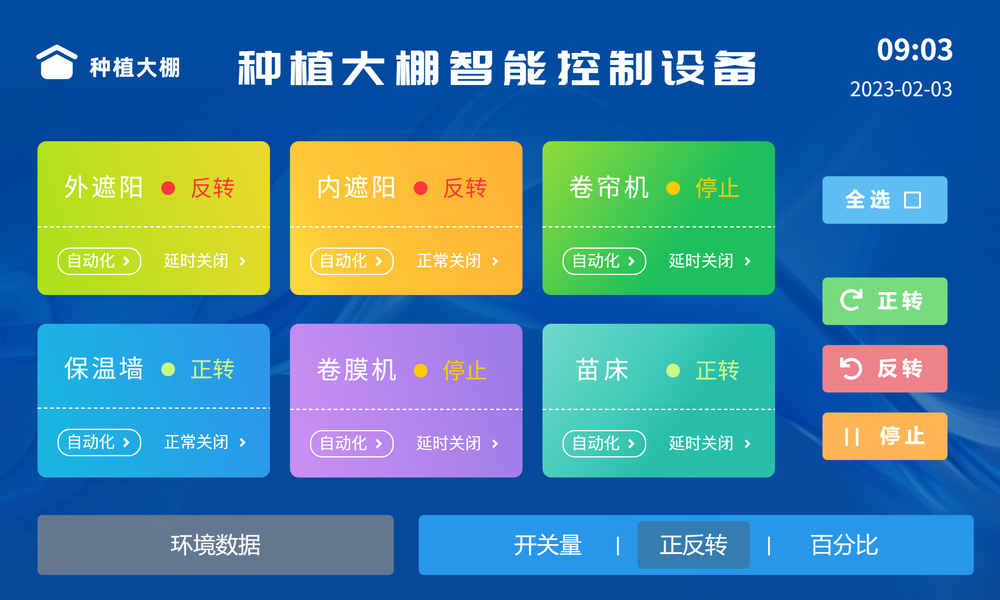 种植大棚
种植大棚智能控制设备
09:03
2023-02-03
外遮阳 反转
自动化 延时关闭
内遮阳 反转
自动化 正常关闭
卷帘机 停止
自动化 延时关闭
全选
正转
反转
停止
保温墙 正转
自动化 正常关闭
卷膜机 停止
自动化 延时关闭
苗床 正转
自动化 延时关闭
环境数据
开关量 | 正反转 | 百分比